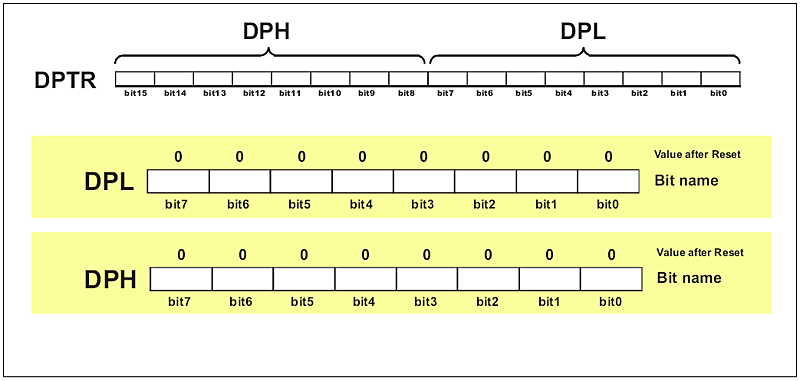 DPH DPL
DPTR
bit15 bit14 bit13 bit12 bit11 bit10 bit9 bit8 bit7 bit6 bit5 bit4 bit3 bit2 bit1 bit0
0 0 0 0 0 0 0 0 Value after Reset
DPL Bit name
bit7 bit6 bit5 bit4 bit3 bit2 bit1 bit0
0 0 0 0 0 0 0 0 Value after Reset
DPH Bit name
bit7 bit6 bit5 bit4 bit3 bit2 bit1 bit0